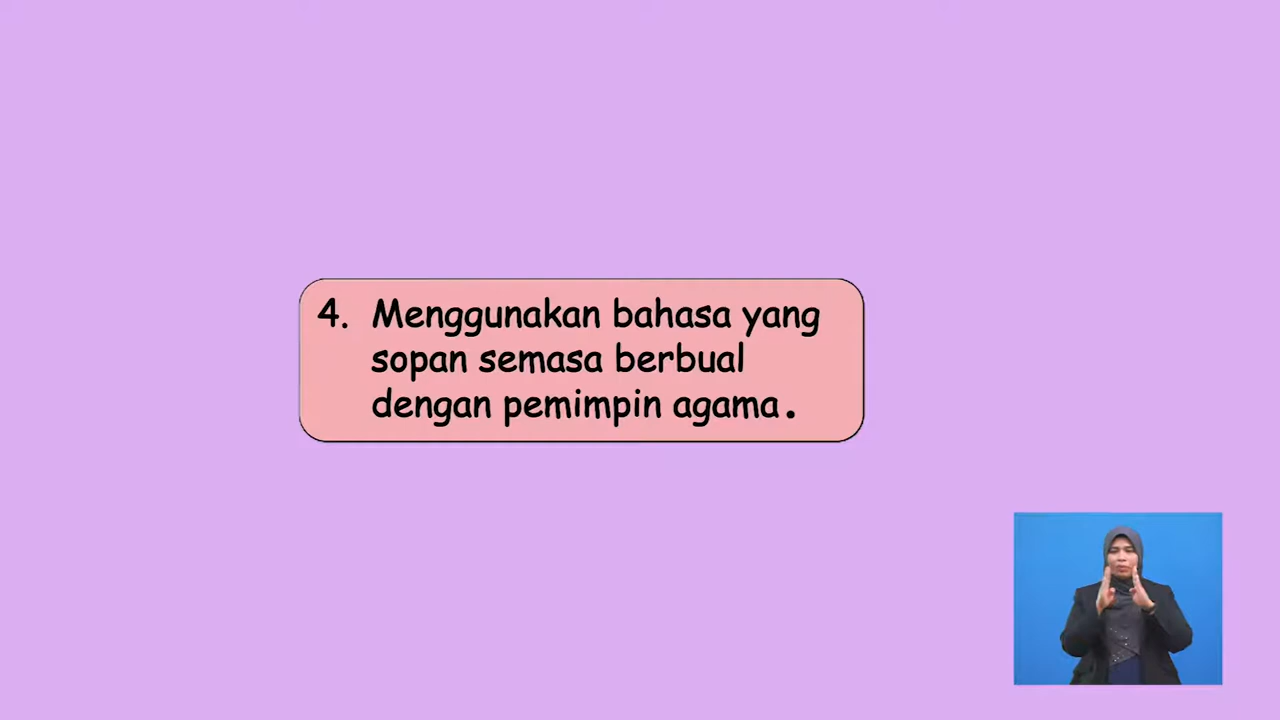 4. Menggunakan bahasa yang
sopan semasa berbual
dengan pemimpin agama.